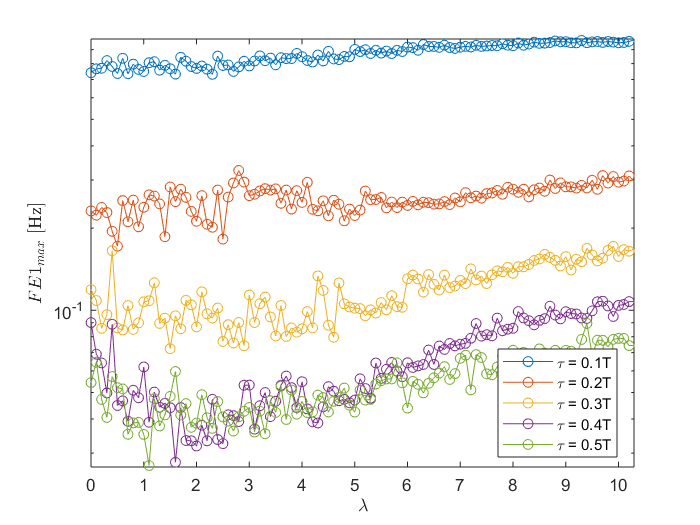 FE1max [Hz]
10-1
0 1 2 3 4 5 6 7 8 9 10
λ
τ = 0.1T
τ = 0.2T
τ = 0.3T
τ = 0.4T
τ = 0.5T